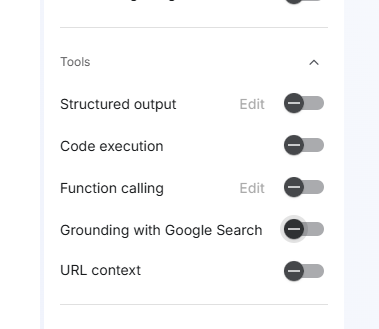 Tools
Structured output Edit
Code execution
Function calling Edit
Grounding with Google Search
URL context